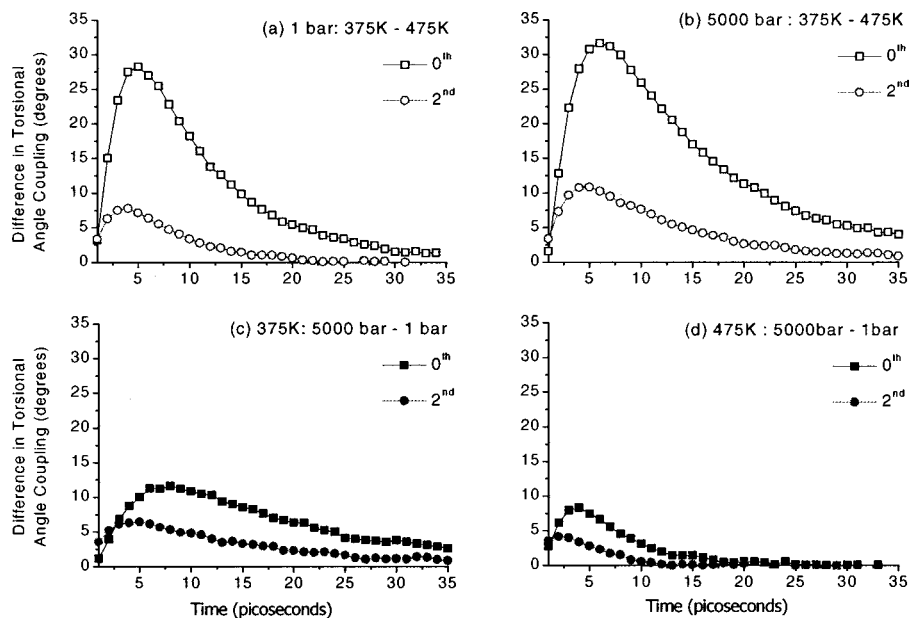 (a) 1 bar: 375K - 475K
0th
2nd
Difference in Torsional
Angle Coupling (degrees)
35
30
25
20
15
10
5
0
5 10 15 20 25 30 35
(b) 5000 bar : 375K - 475K
0th
2nd
35
30
25
20
15
10
5
0
5 10 15 20 25 30 35
(c) 375K: 5000 bar - 1 bar
0th
2nd
Difference in Torsional
Angle Coupling (degrees)
35
30
25
20
15
10
5
0
5 10 15 20 25 30 35
Time (picoseconds)
(d) 475K : 5000bar - 1bar
0th
2nd
35
30
25
20
15
10
5
0
5 10 15 20 25 30 35
Time (picoseconds)